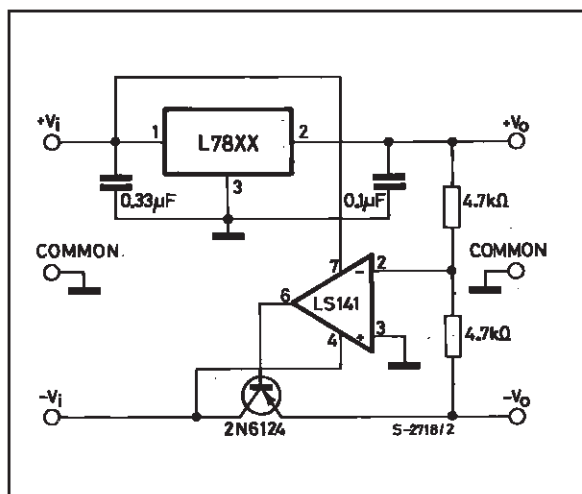 +Vi
1
L78XX
2
+Vo
3
0.33µF
0.1µF
4.7kΩ
COMMON
COMMON
7
2
-
6
LS141
4
+
3
4.7kΩ
-Vi
-Vo
2N6124
S-2718/2